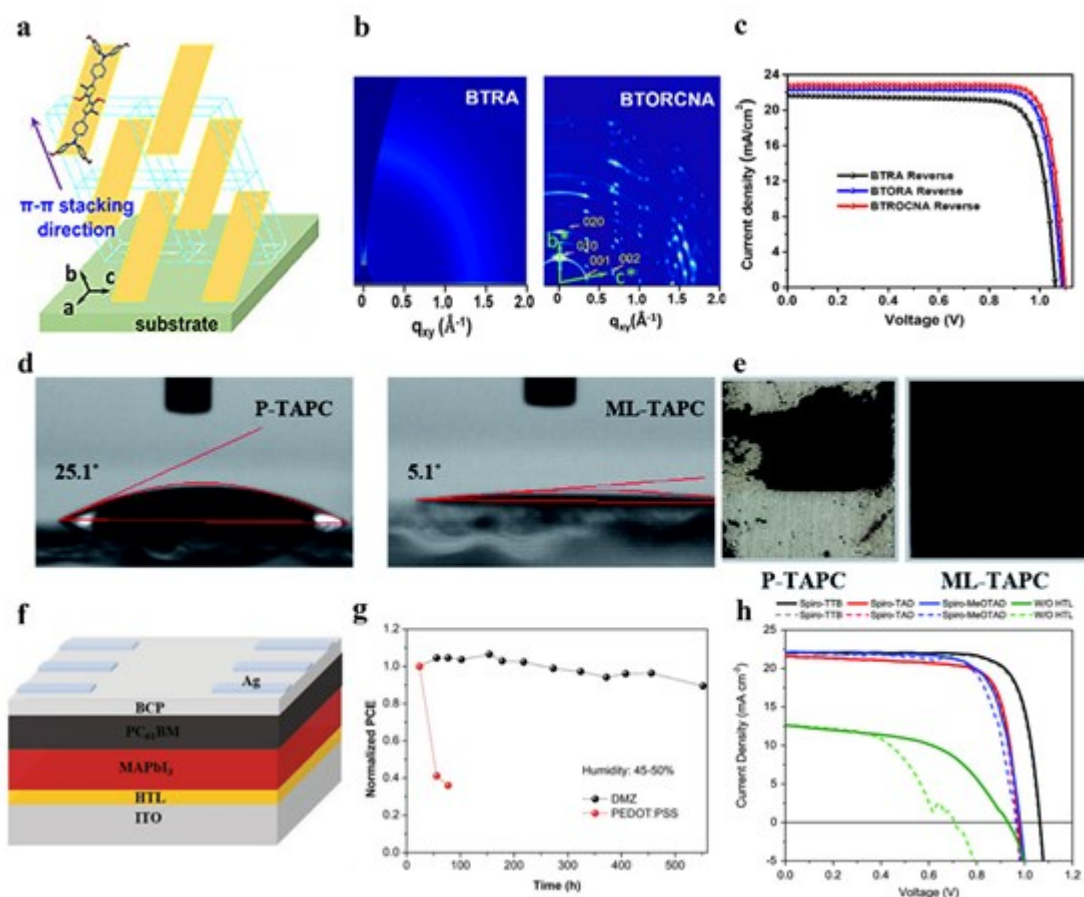 a
π-π stacking
direction
b
c
a
substrate
b
BTRA
BTORCNA
020
010
001
002
b*
c*
0
0.5
1.0
1.5
2.0
q_xy (Å⁻¹)
0
0.5
1.0
1.5
2.0
q_xy(Å⁻¹)
c
Current density (mA/cm²)
24
20
16
12
8
4
0
BTRA Reverse
BTORA Reverse
BTROCNA Reverse
0.0
0.2
0.4
0.6
0.8
1.0
Voltage (V)
d
P-TAPC
25.1°
ML-TAPC
5.1°
e
P-TAPC
ML-TAPC
f
Ag
BCP
PC₆₁BM
MAPbI₃
HTL
ITO
g
Normalized PCE
1.2
1.0
0.8
0.6
0.4
0.2
0.0
Humidity: 45-50%
DMZ
PEDOT:PSS
0
100
200
300
400
500
Time (h)
h
Spiro-TTB Spiro-TAD Spiro-MeOTAD W/O HTL
Spiro-TTB Spiro-TAD Spiro-MeOTAD W/O HTL
Current Density (mA cm⁻²)
25
20
15
10
5
0
-5
0.0
0.2
0.4
0.6
0.8
1.0
1.2
Voltage (V)